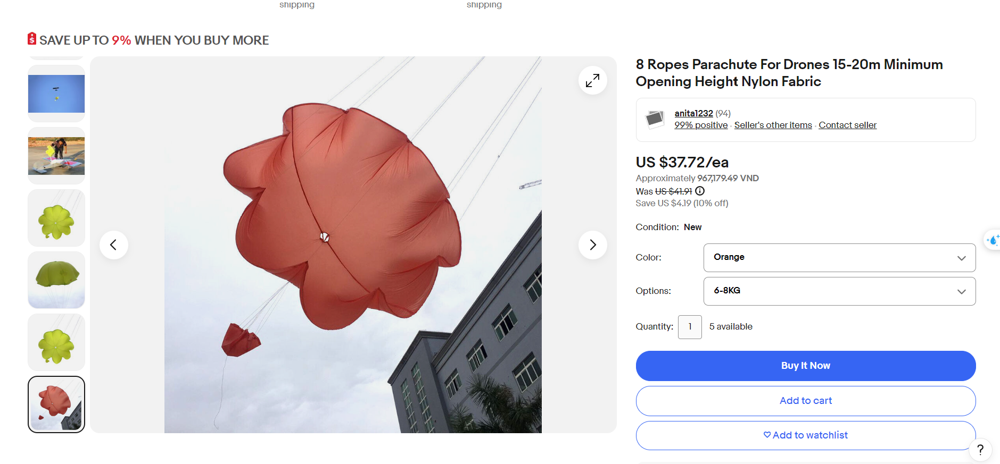 shipping
shipping
SAVE UP TO 9% WHEN YOU BUY MORE
8 Ropes Parachute For Drones 15-20m Minimum
Opening Height Nylon Fabric
anita1232 (94)
99% positive · Seller's other items · Contact seller
US $37.72/ea
Approximately 967,179.49 VND
Was US $41.91
Save US $4.19 (10% off)
Condition: New
Color: Orange
Options: 6-8KG
Quantity: 1 5 available
Buy It Now
Add to cart
Add to watchlist
?